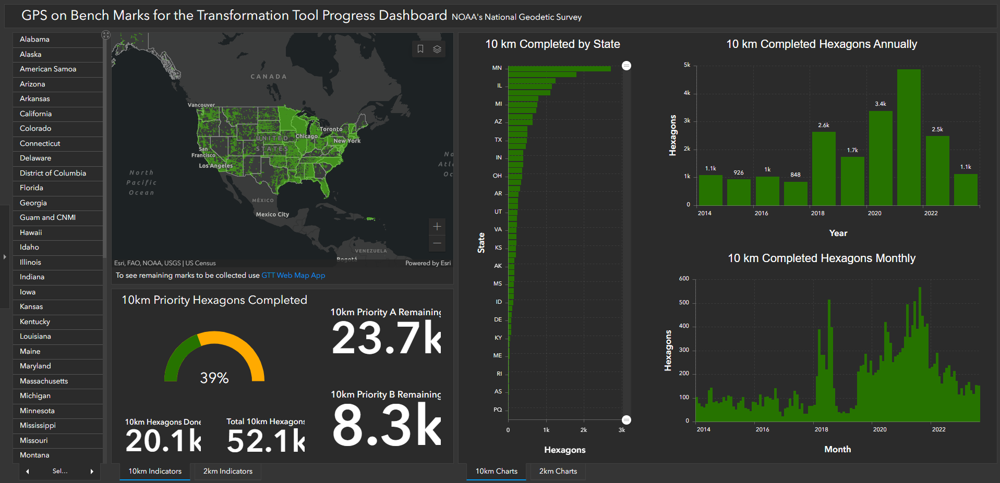 GPS on Bench Marks for the Transformation Tool Progress Dashboard NOAA's National Geodetic Survey
Alabama
Alaska
American Samoa
Arizona
Arkansas
California
Colorado
Connecticut
Delaware
District of Columbia
Florida
Georgia
Guam and CNMI
Hawaii
Idaho
Illinois
Indiana
Iowa
Kansas
Kentucky
Louisiana
Maine
Maryland
Massachusetts
Michigan
Minnesota
Mississippi
Missouri
Montana
Sel...
CANADA
Vancouver
Toronto
UNITED
Chicago
New York
STATES
San
Francisco
Los Angeles
North
Pacific
Ocean
No
Atl
Oc
MÉXICO
Mexico City
VENEZUELA
Bogotá
Esri, FAO, NOAA, USGS | US Census
Powered by Esri
To see remaining marks to be collected use GTT Web Map App
10km Priority Hexagons Completed
39%
10km Hexagons Done
20.1k
Total 10km Hexagons
52.1k
10km Priority A Remaining
23.7k
10km Priority B Remaining
8.3k
10km Indicators
2km Indicators
10 km Completed by State
State
MN
IL
MI
AZ
TX
IN
OH
AR
UT
VA
KS
AK
MS
ID
DE
KY
ME
RI
AS
PQ
0 1k 2k 3k
Hexagons
10 km Completed Hexagons Annually
Hexagons
5k
4k
3k
2k
1k
0
1.1k
926
1k
848
2.6k
1.7k
3.4k
2.5k
1.1k
2014 2016 2018 2020 2022
Year
10 km Completed Hexagons Monthly
Hexagons
600
500
400
300
200
100
0
2014 2016 2018 2020 2022
Month
10km Charts
2km Charts